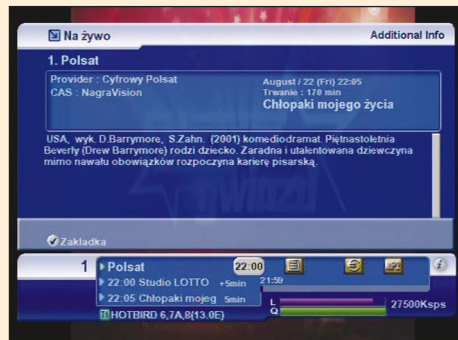 Na żywo
Additional Info
1. Polsat
Provider : Cyfrowy Polsat
CAS : NagraVision
August / 22 (Fri) 22:05
Trwanie : 170 min
Chłopaki mojego życia
USA, wyk. D.Barrymore, S.Zahn. (2001) komediodramat. Piętnastoletnia
Beverly (Drew Barrymore) rodzi dziecko. Zaradna i utalentowana dziewczyna
mimo nawału obowiązków rozpoczyna karierę pisarską.
Zakladka
1
Polsat
22:00
22:00 Studio LOTTO +5min
21:59
22:05 Chłopaki mojeg 5min
HOTBIRD 6,7A,8(13.0E)
L
Q
27500Ksps